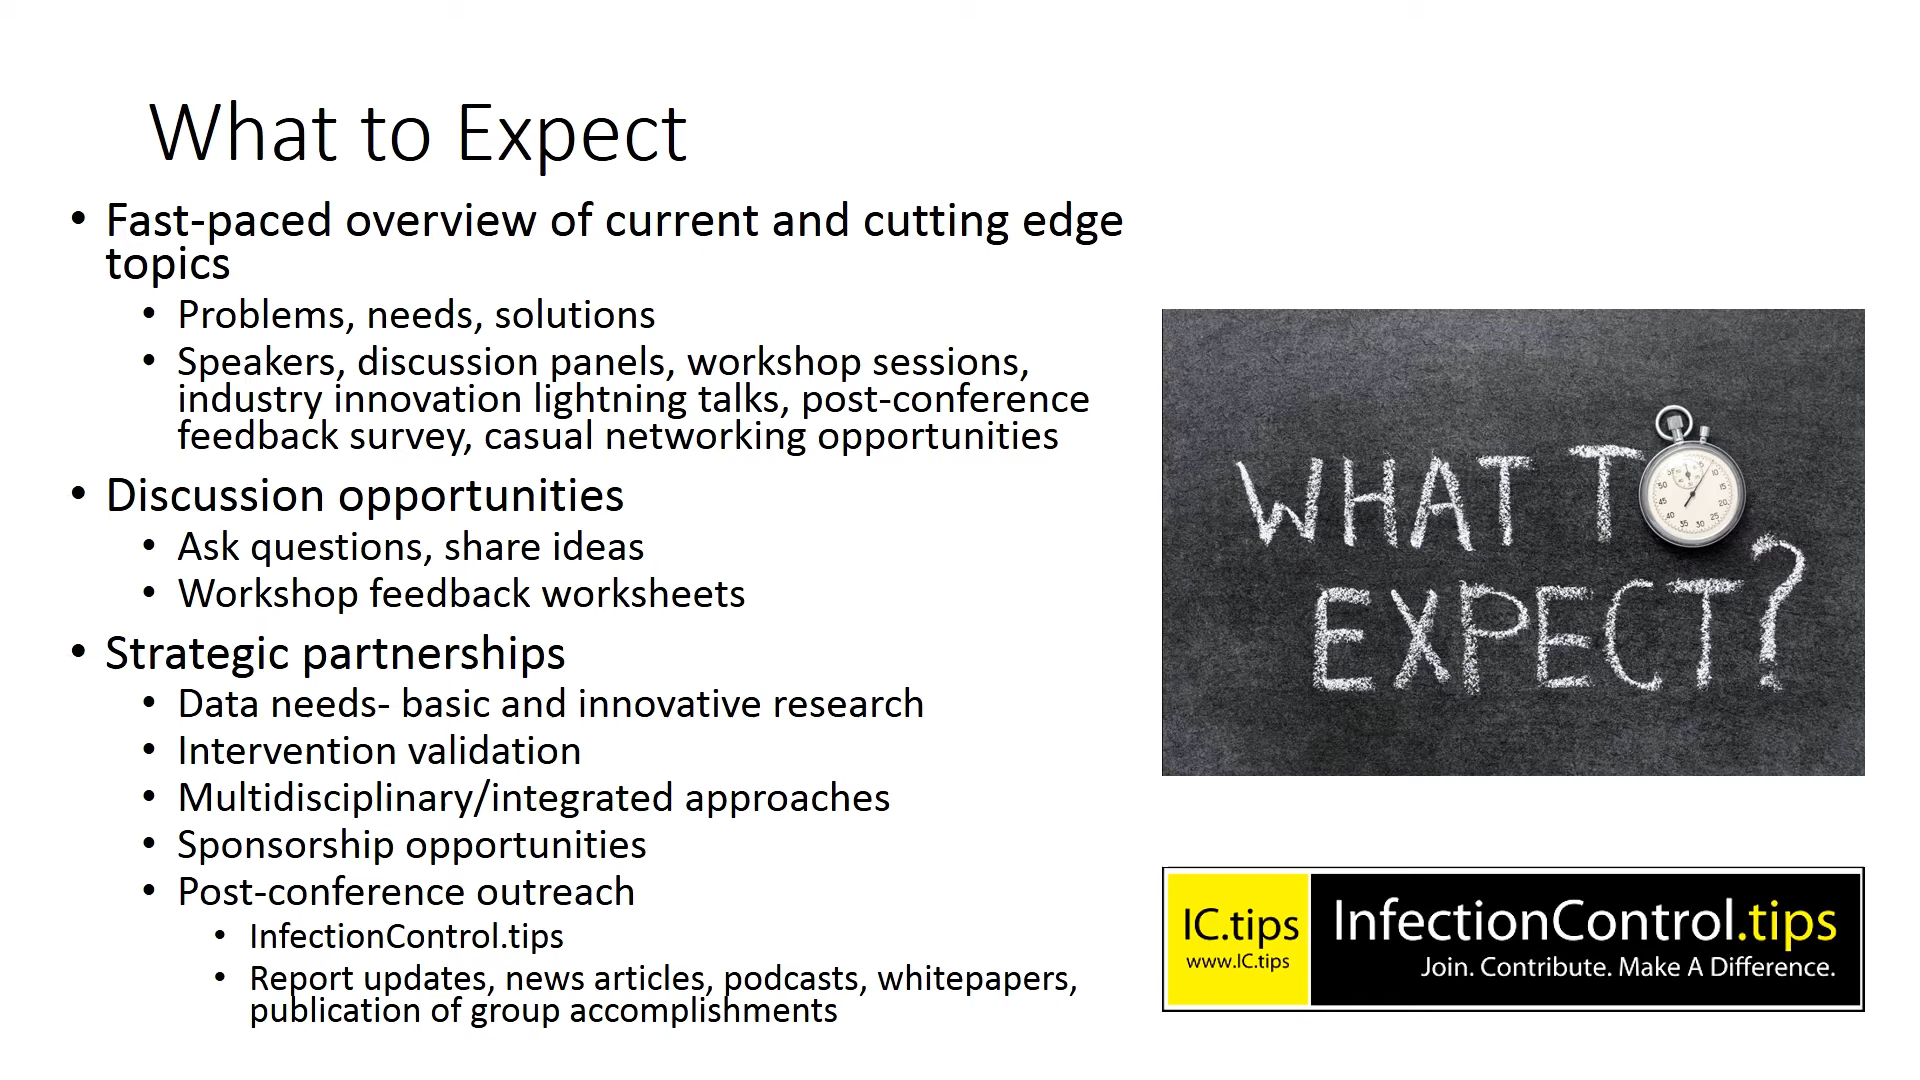 What to Expect
• Fast-paced overview of current and cutting edge
topics
• Problems, needs, solutions
• Speakers, discussion panels, workshop sessions,
industry innovation lightning talks, post-conference
feedback survey, casual networking opportunities
• Discussion opportunities
• Ask questions, share ideas
• Workshop feedback worksheets
• Strategic partnerships
• Data needs- basic and innovative research
• Intervention validation
• Multidisciplinary/integrated approaches
• Sponsorship opportunities
• Post-conference outreach
• InfectionControl.tips
• Report updates, news articles, podcasts, whitepapers,
publication of group accomplishments
WHAT T
EXPECT?
IC.tips
www.IC.tips
InfectionControl.tips
Join. Contribute. Make A Difference.